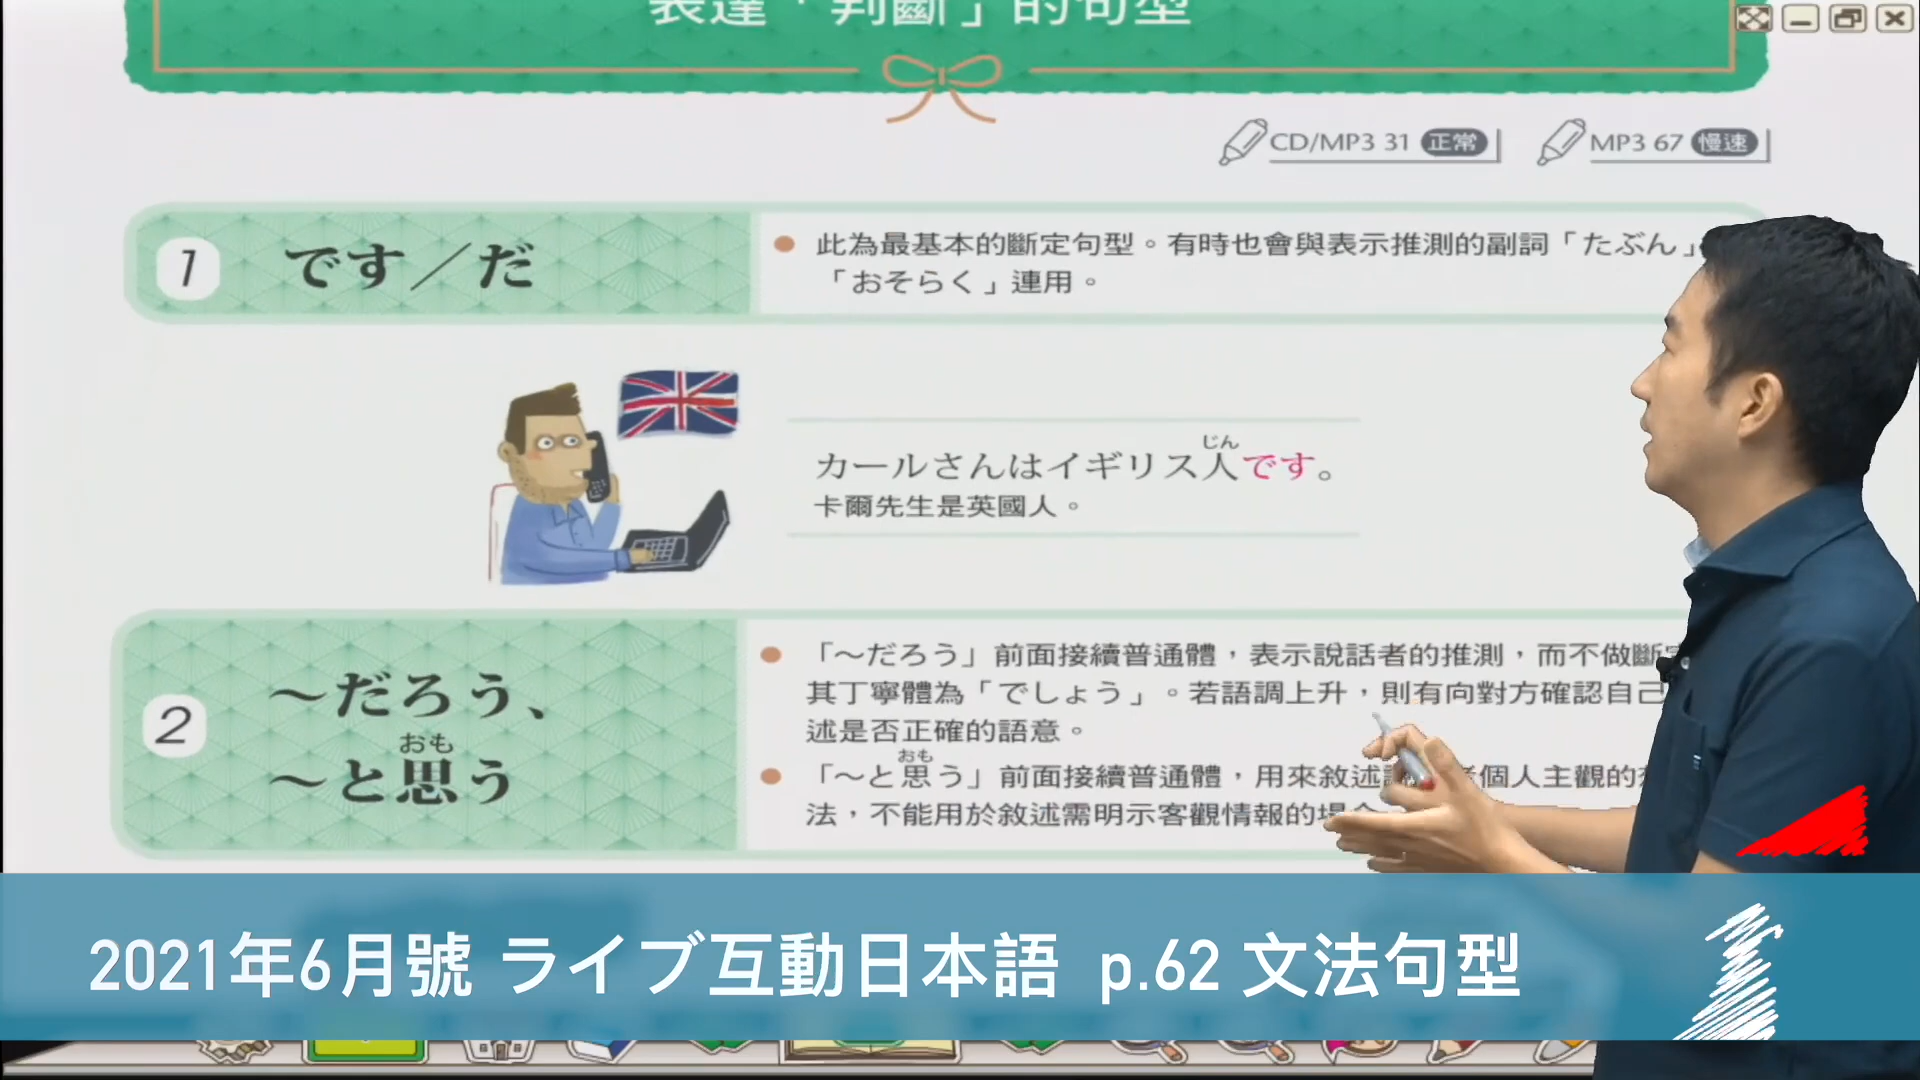 表達「判斷」的句型
CD/MP3 31 正常
MP3 67 慢速
1 です／だ
此為最基本的斷定句型。有時也會與表示推測的副詞「たぶん」
「おそらく」連用。
じん
カールさんはイギリス人です。
卡爾先生是英國人。
2 ～だろう、
おも
～と思う
「～だろう」前面接續普通體，表示說話者的推測，而不做斷
其丁寧體為「でしょう」。若語調上升，則有向對方確認自己
述是否正確的語意。
おも
「～と思う」前面接續普通體，用來敘述 個人主觀的
法，不能用於敘述需明示客觀情報的場
2021年6月號 ライブ互動日本語 p.62 文法句型